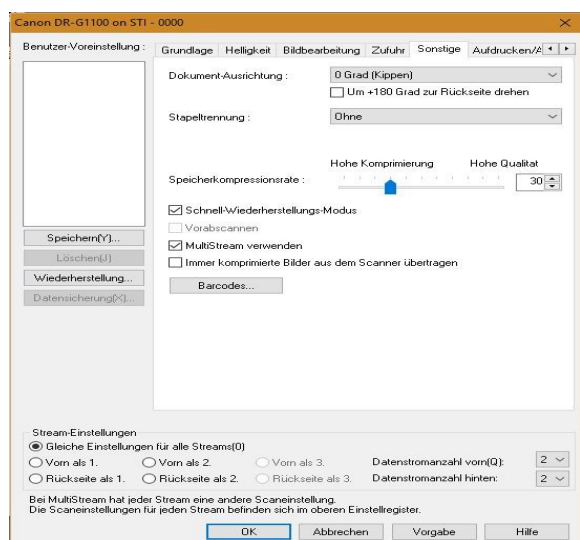 Canon DR-G1100 on STI - 0000
Benutzer-Voreinstellung :
Grundlage Helligkeit Bildbearbeitung Zufuhr Sonstige Aufdrucken/A
Dokument-Ausrichtung : 0 Grad (Kippen)
Um +180 Grad zur Rückseite drehen
Stapeltrennung : Ohne
Hohe Komprimierung Hohe Qualitat
Speicherkompressionsrate : 30
Schnell-Wiederherstellungs-Modus
Vorabscannen
Speichern(Y)...
MultiStream verwenden
Löschen(J)
Immer komprimierte Bilder aus dem Scanner übertragen
Wiederherstellung...
Barcodes...
Datensicherung(X)...
Stream-Einstellungen
Gleiche Einstellungen für alle Streams(0)
Vorn als 1. Vorn als 2. Vorn als 3. Datenstromanzahl vorn(Q): 2
Rückseite als 1. Rückseite als 2. Rückseite als 3. Datenstromanzahl hinten: 2
Bei MultiStream hat jeder Stream eine andere Scaneinstellung.
Die Scaneinstellungen für jeden Stream befinden sich im oberen Einstellregister.
OK Abbrechen Vorgabe Hilfe